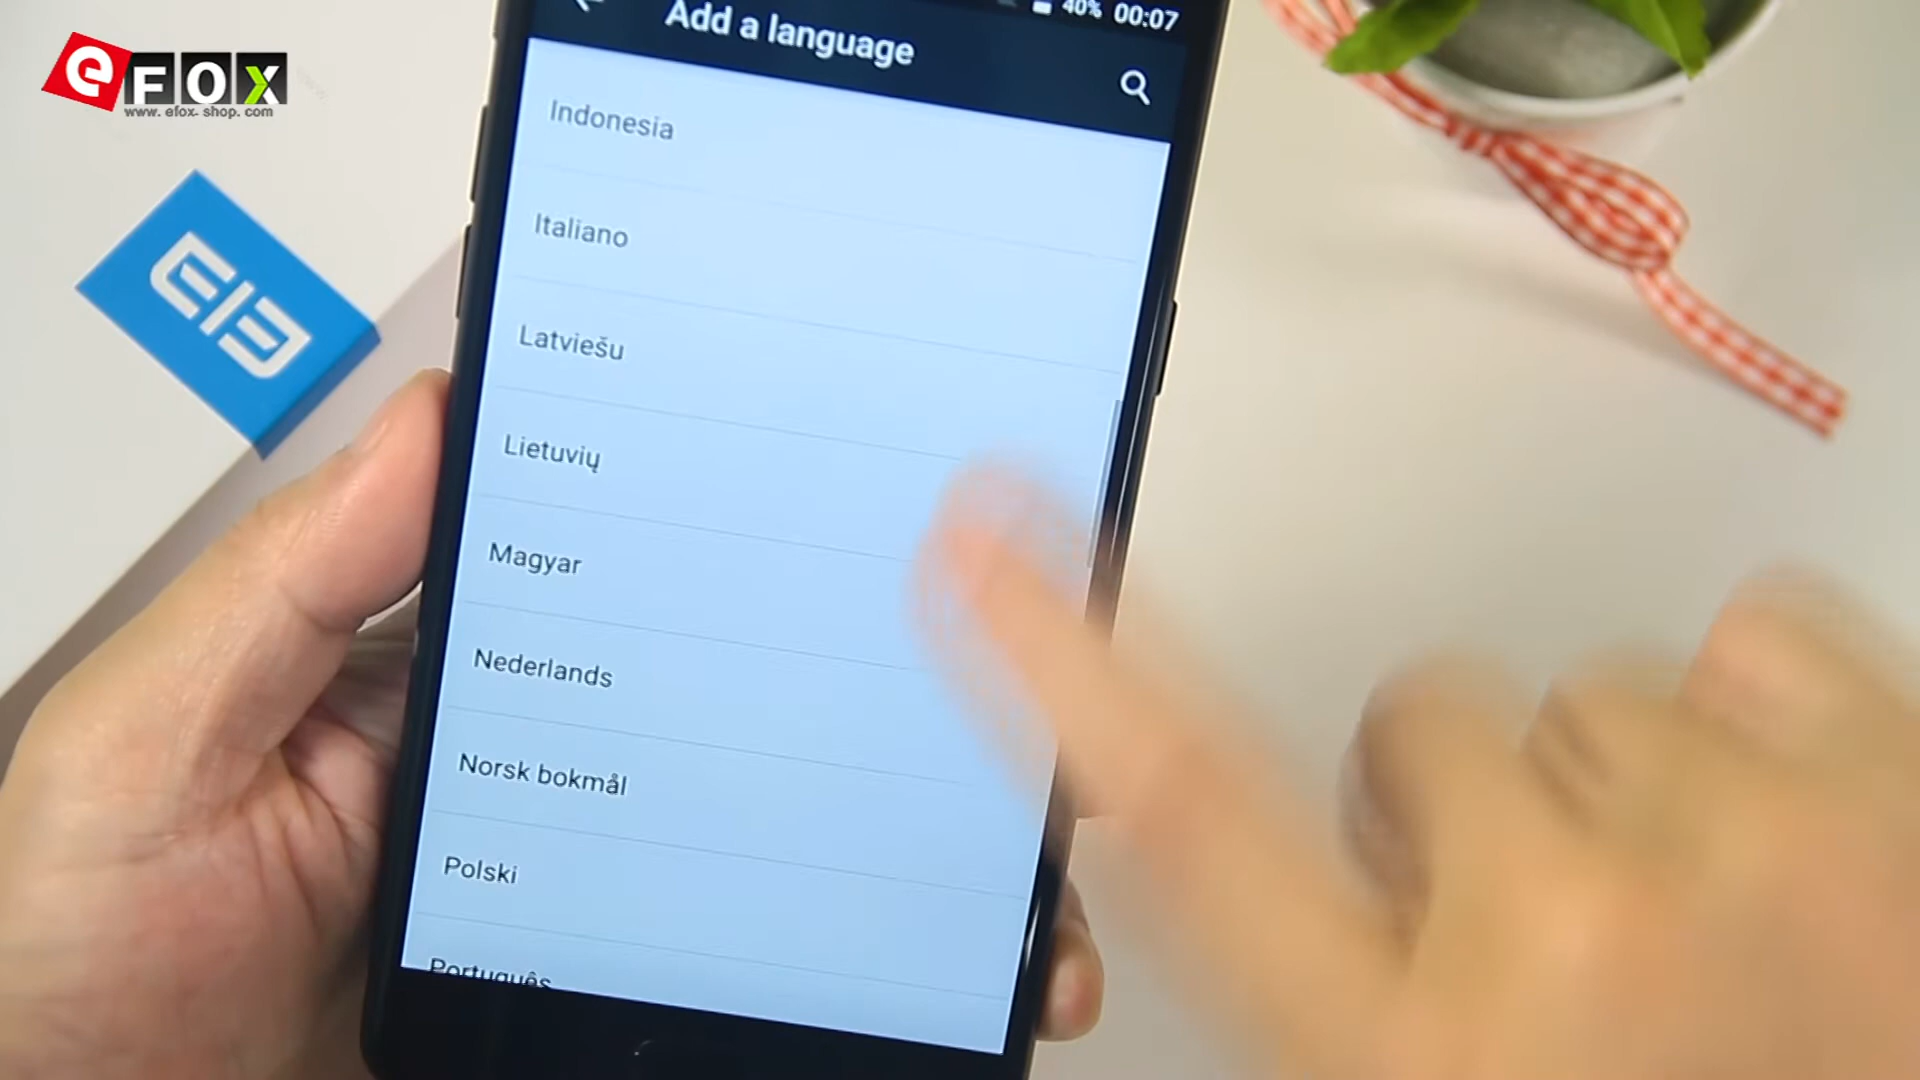 40% 00:07
Add a language
eFOX
www.efox-shop.com
Indonesia
Italiano
Latviešu
Lietuvių
Magyar
Nederlands
Norsk bokmål
Polski
Português